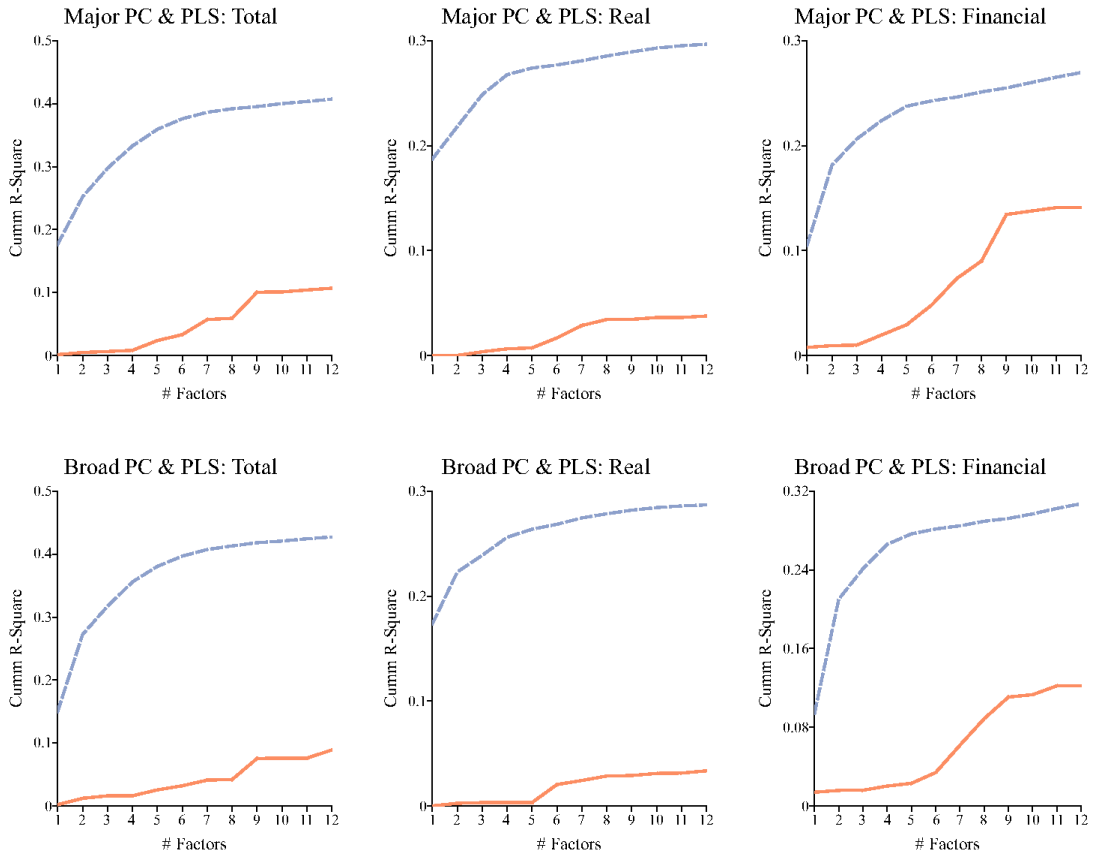 Major PC & PLS: Total
0.5
0.4
0.3
0.2
0.1
0
Cumm R-Square
1 2 3 4 5 6 7 8 9 10 11 12
# Factors
Major PC & PLS: Real
0.3
0.2
0.1
0
Cumm R-Square
1 2 3 4 5 6 7 8 9 10 11 12
# Factors
Major PC & PLS: Financial
0.3
0.2
0.1
0
Cumm R-Square
1 2 3 4 5 6 7 8 9 10 11 12
# Factors
Broad PC & PLS: Total
0.5
0.4
0.3
0.2
0.1
0
Cumm R-Square
1 2 3 4 5 6 7 8 9 10 11 12
# Factors
Broad PC & PLS: Real
0.3
0.2
0.1
0
Cumm R-Square
1 2 3 4 5 6 7 8 9 10 11 12
# Factors
Broad PC & PLS: Financial
0.32
0.24
0.16
0.08
0
Cumm R-Square
1 2 3 4 5 6 7 8 9 10 11 12
# Factors